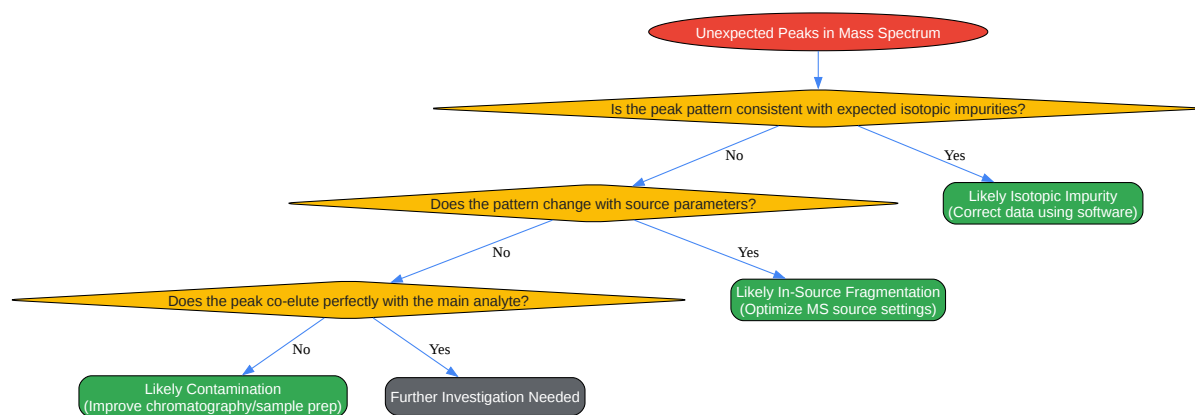 Unexpected Peaks in Mass Spectrum
Is the peak pattern consistent with expected isotopic impurities?
No
Yes
Does the pattern change with source parameters?
Likely Isotopic Impurity
(Correct data using software)
No
Yes
Does the peak co-elute perfectly with the main analyte?
Likely In-Source Fragmentation
(Optimize MS source settings)
No
Yes
Likely Contamination
(Improve chromatography/sample prep)
Further Investigation Needed